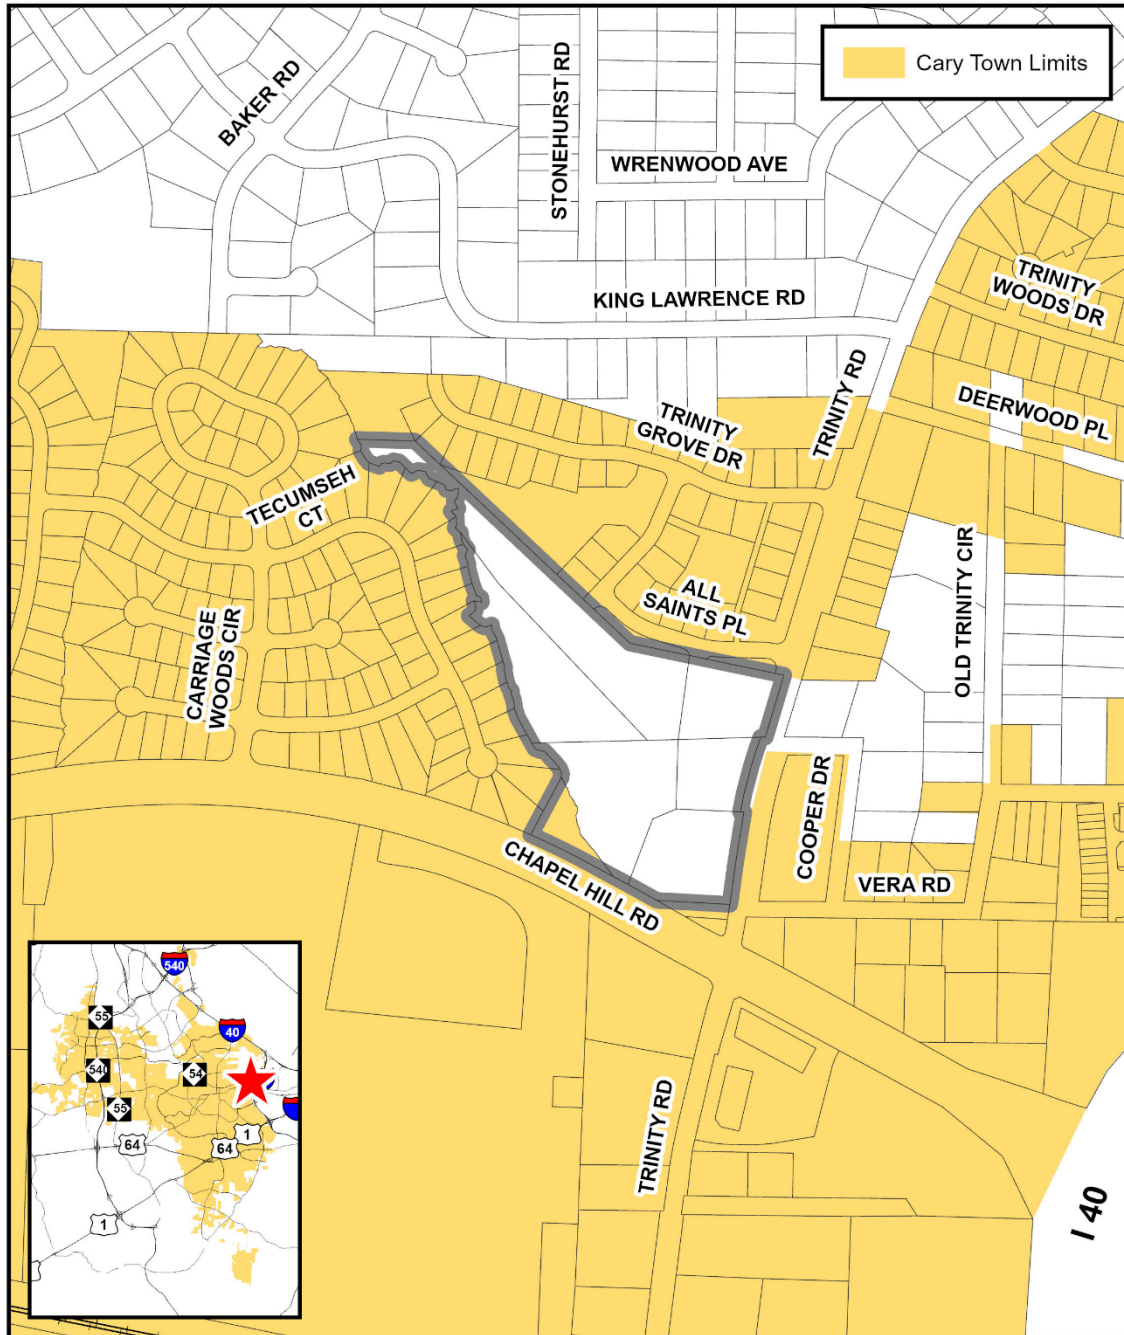 Cary Town Limits
BAKER RD
STONEHURST RD
WRENWOOD AVE
KING LAWRENCE RD
TRINITY
WOODS DR
DEERWOOD PL
TRINITY RD
TRINITY
GROVE DR
TECUMSEH
CT
ALL
SAINTS PL
OLD TRINITY CIR
CARRIAGE
WOODS CIR
COOPER DR
VERA RD
CHAPEL HILL RD
TRINITY RD
I 40
540
55
40
540
54
55
64
1
64
1